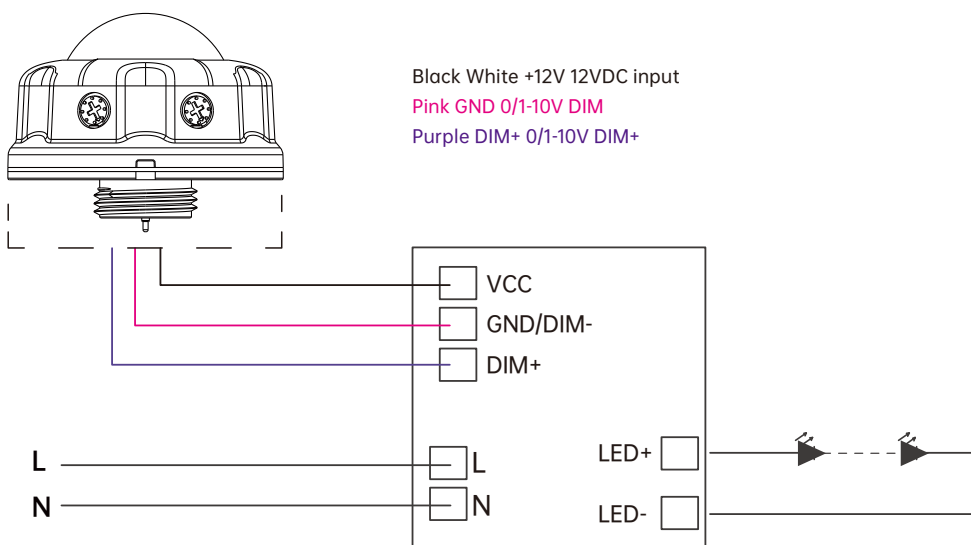 Black White +12V 12VDC input
Pink GND 0/1-10V DIM
Purple DIM+ 0/1-10V DIM+
VCC
GND/DIM-
DIM+
L
L
LED+
N
N
LED-